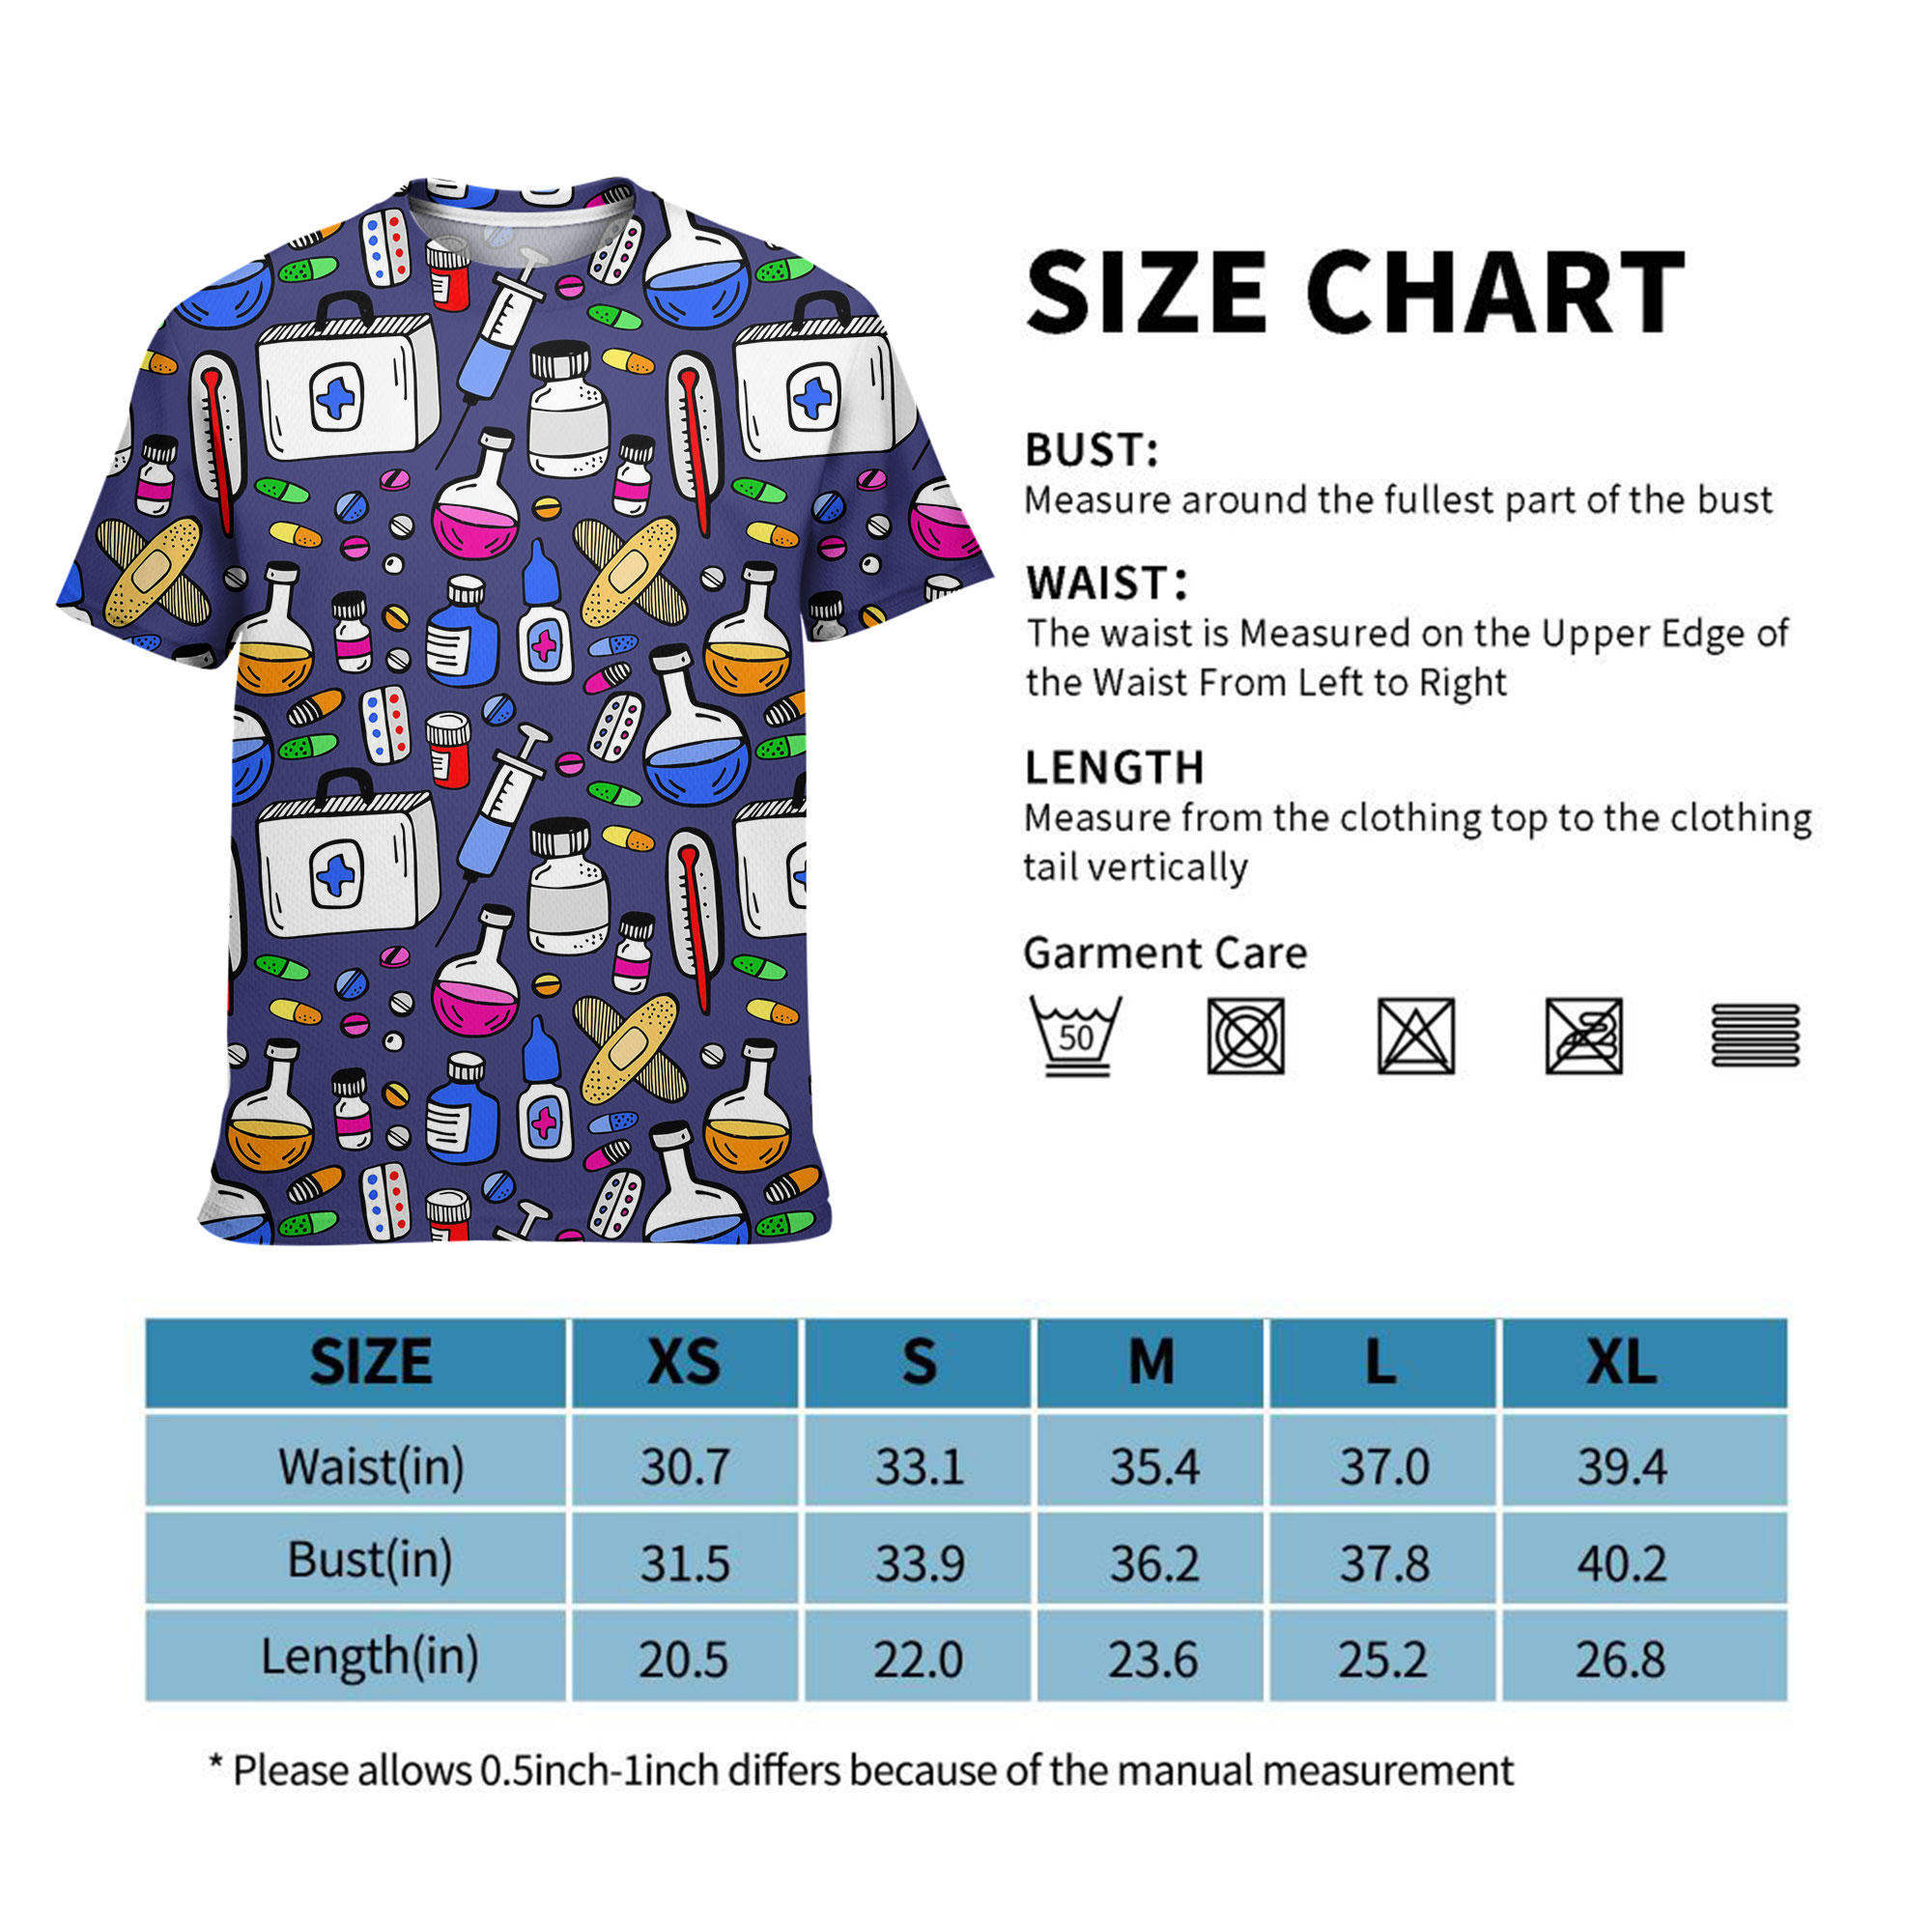 SIZE CHART
BUST:
Measure around the fullest part of the bust
WAIST:
The waist is Measured on the Upper Edge of
the Waist From Left to Right
LENGTH
Measure from the clothing top to the clothing
tail vertically
Garment Care
50
SIZE XS S M L XL
Waist(in) 30.7 33.1 35.4 37.0 39.4
Bust(in) 31.5 33.9 36.2 37.8 40.2
Length(in) 20.5 22.0 23.6 25.2 26.8
* Please allows 0.5inch-1inch differs because of the manual measurement